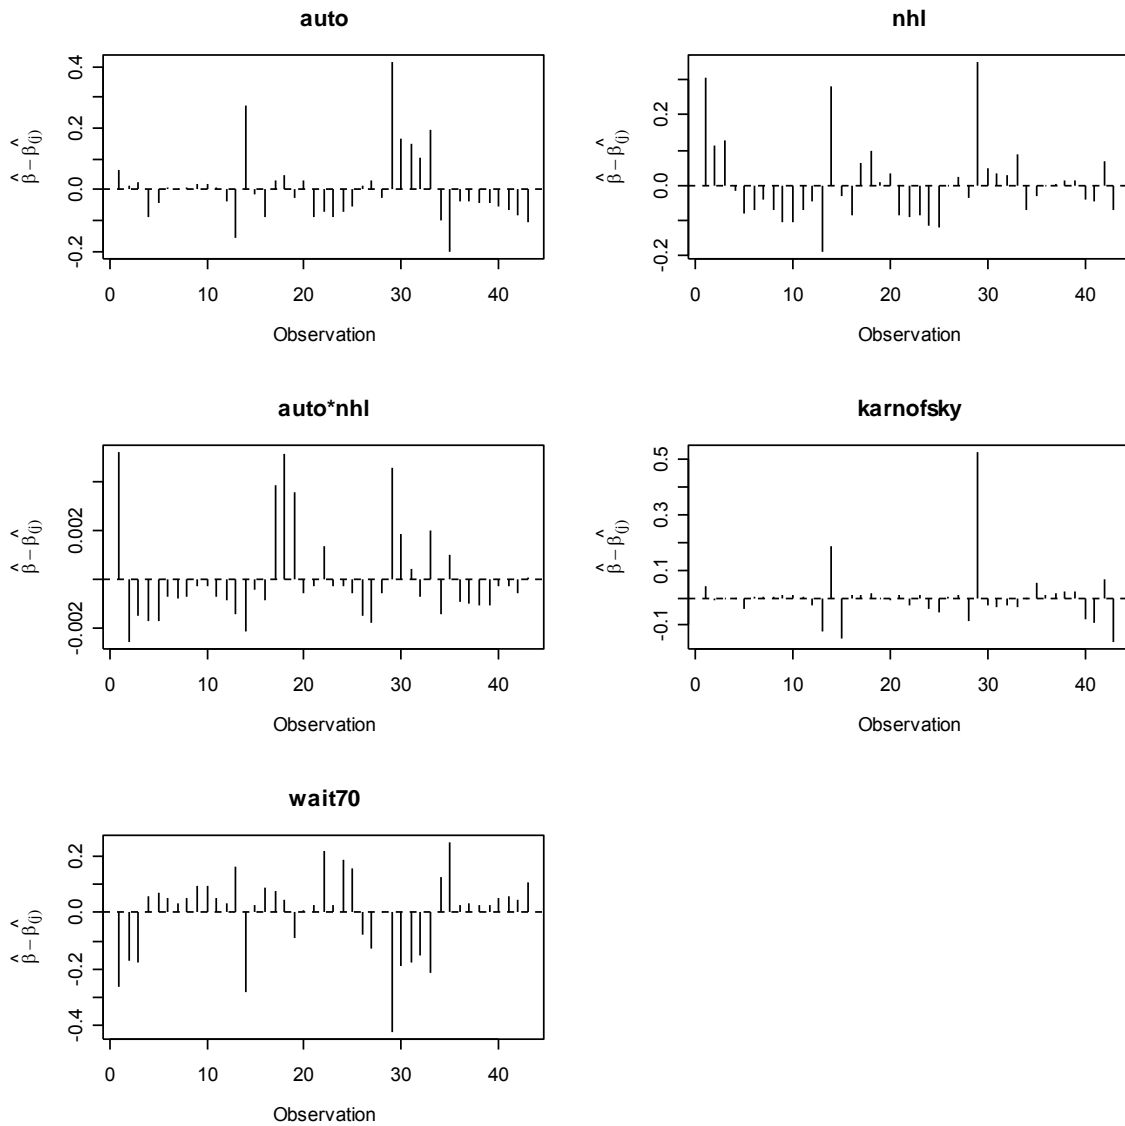 auto
β̂ − β̂(j)
0.4
0.2
0.0
-0.2
0 10 20 30 40
Observation
nhl
β̂ − β̂(j)
0.2
0.0
-0.2
0 10 20 30 40
Observation
auto*nhl
β̂ − β̂(j)
0.002
-0.002
0 10 20 30 40
Observation
karnofsky
β̂ − β̂(j)
0.5
0.3
0.1
-0.1
0 10 20 30 40
Observation
wait70
β̂ − β̂(j)
0.2
0.0
-0.2
-0.4
0 10 20 30 40
Observation